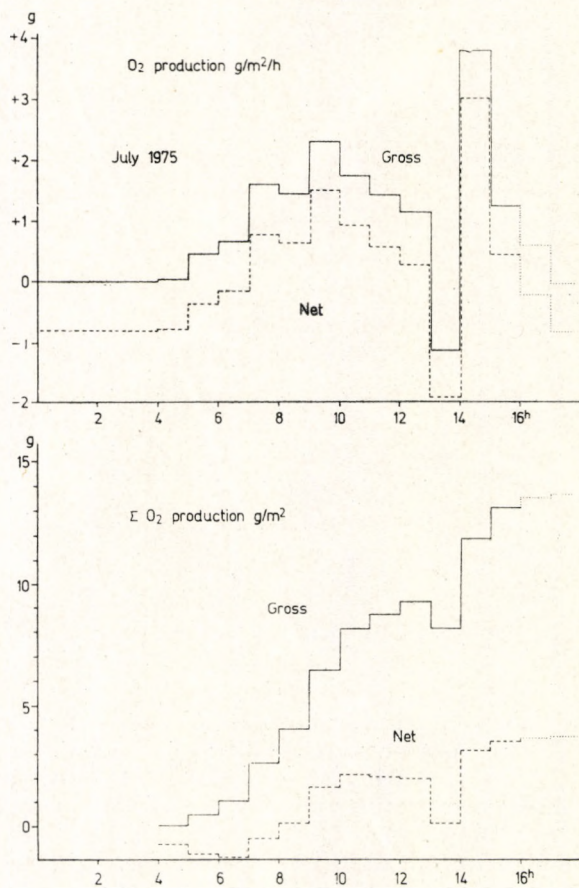 g
+4
O₂ production g/m²/h
+3
July 1975
Gross
+2
+1
0
Net
−1
−2
2 4 6 8 10 12 14 16ʰ
g
15
Σ O₂ production g/m²
10
Gross
5
Net
0
2 4 6 8 10 12 14 16ʰ